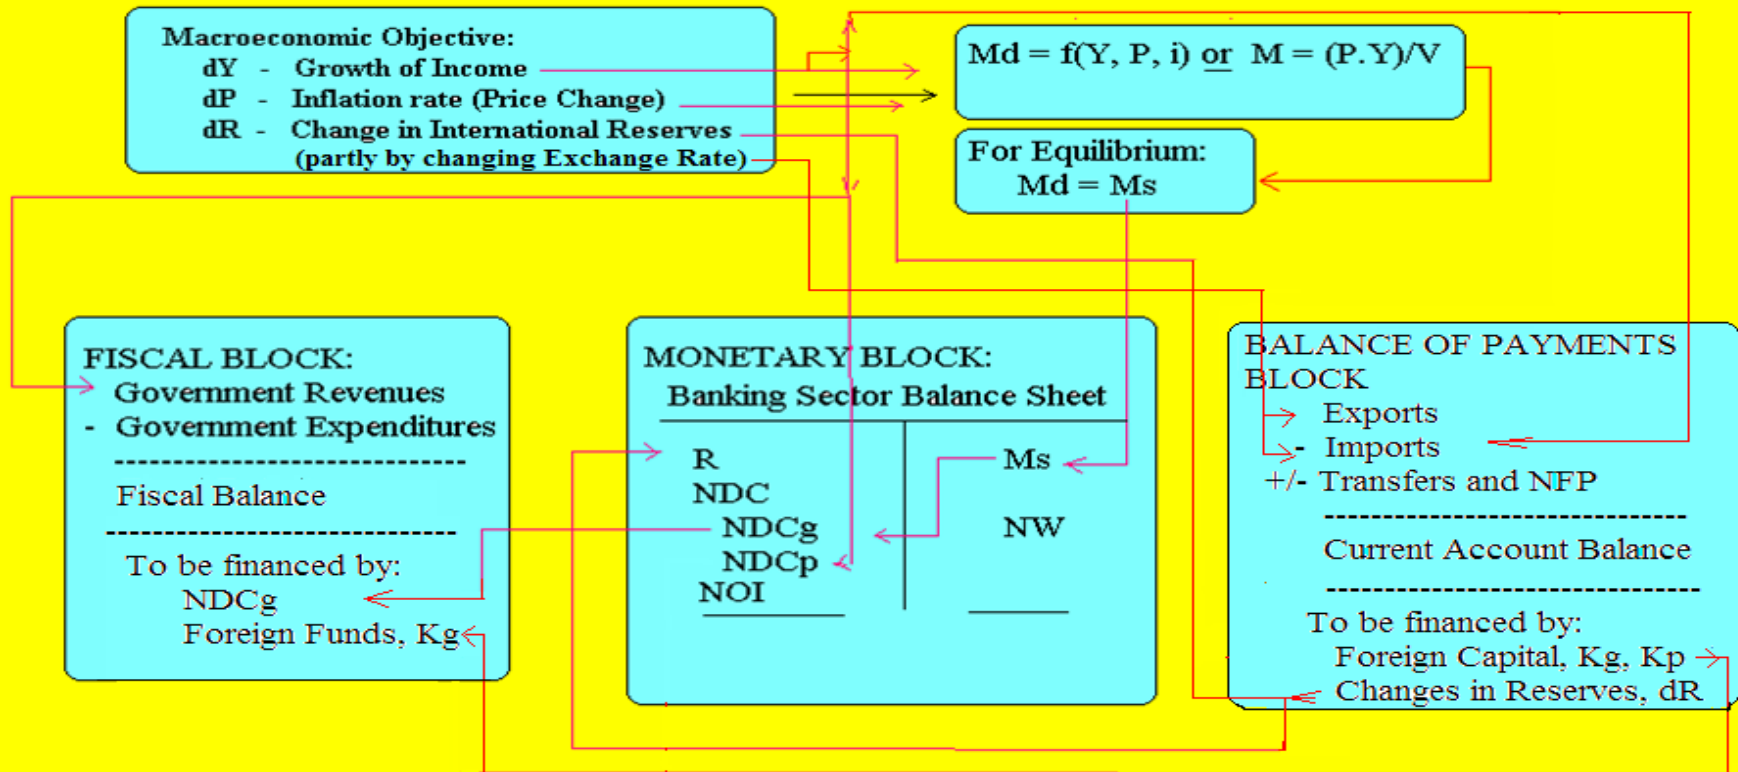 Macroeconomic Objective:
dY - Growth of Income
dP - Inflation rate (Price Change)
dR - Change in International Reserves
(partly by changing Exchange Rate)
Md = f(Y, P, i) or M = (P.Y)/V
For Equilibrium:
Md = Ms
FISCAL BLOCK:
Government Revenues
- Government Expenditures
------------------------------
Fiscal Balance
------------------------------
To be financed by:
NDCg
Foreign Funds, Kg
MONETARY BLOCK:
Banking Sector Balance Sheet
R
NDC
NDCg
NDCp
NOI
Ms
NW
BALANCE OF PAYMENTS
BLOCK
Exports
- Imports
+/- Transfers and NFP
------------------------------
Current Account Balance
------------------------------
To be financed by:
Foreign Capital, Kg, Kp
Changes in Reserves, dR